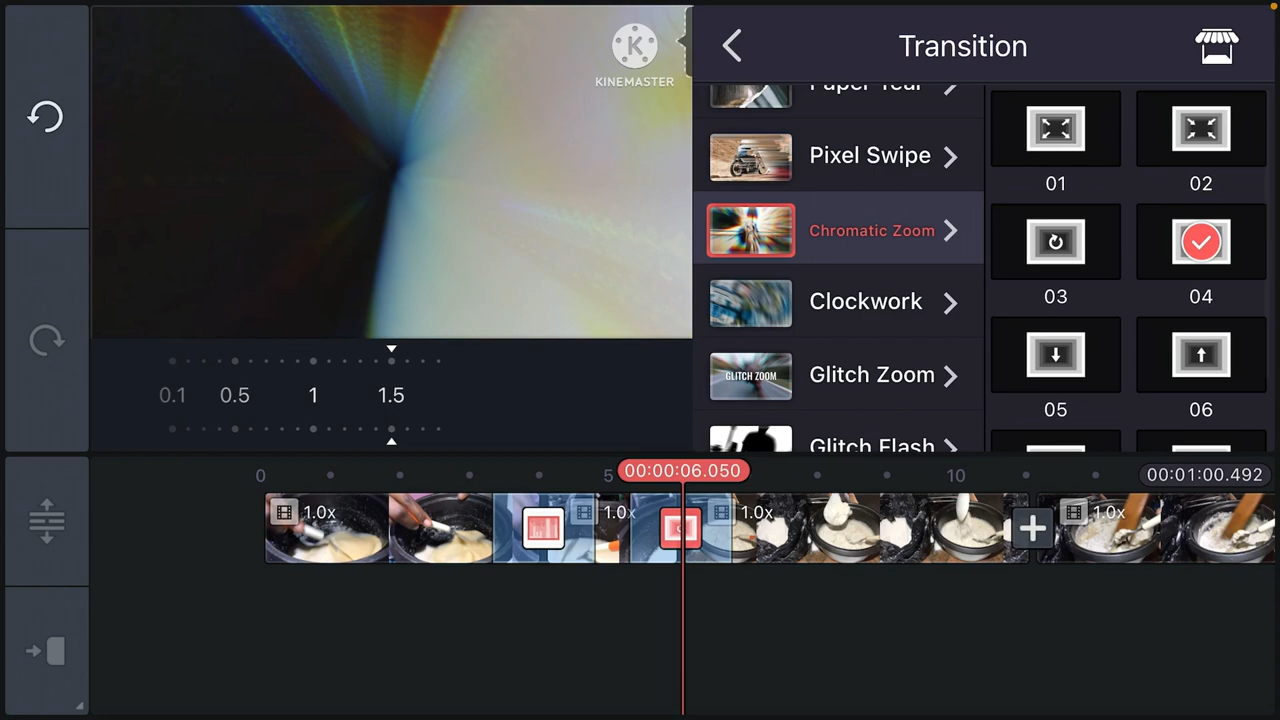 KINEMASTER
Transition
Paper Tear
Pixel Swipe
Chromatic Zoom
Clockwork
GLITCH ZOOM
Glitch Zoom
Glitch Flash
01
02
03
04
05
06
0.1
0.5
1
1.5
0
5
00:00:06.050
10
00:01:00.492
1.0x
1.0x
1.0x
1.0x